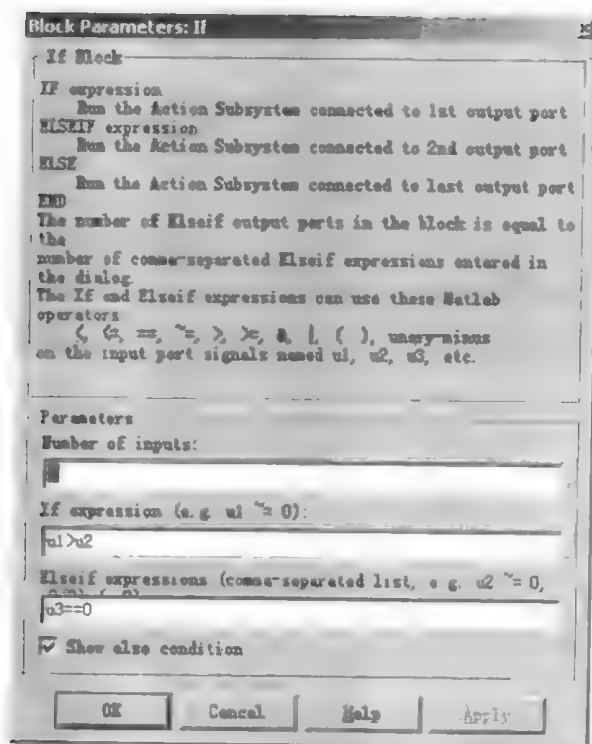 Block Parameters: If
If Block
IF expression
Run the Action Subsystem connected to 1st output port
ELSEIF expression
Run the Action Subsystem connected to 2nd output port
ELSE
Run the Action Subsystem connected to last output port
END
The number of Elseif output ports in the block is equal to
the
number of comma-separated Elseif expressions entered in
the dialog.
The If and Elseif expressions can use these Matlab
operators
<, <=, ==, ~=, >, >=, &, |, ( ), unary-minus
on the input port signals named u1, u2, u3, etc.
Parameters
Number of inputs:
If expression (e.g. u1 ~= 0):
u1>u2
Elseif expressions (comma-separated list, e.g. u2 ~= 0,
u3==0
Show else condition
OK
Cancel
Help
Apply